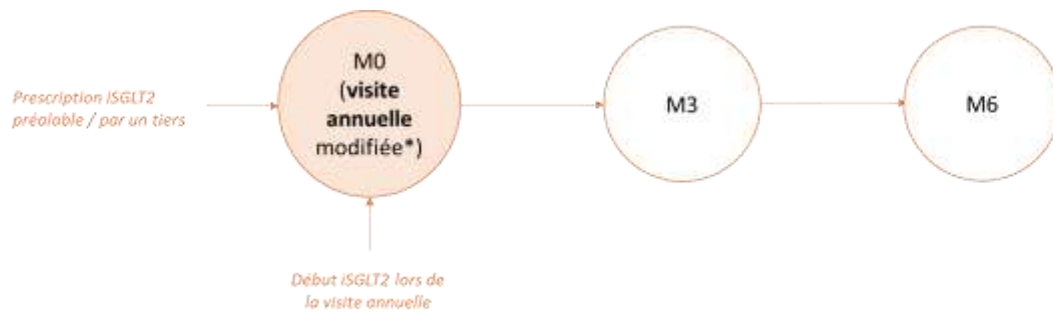 Prescription iSGLT2
préalable / par un tiers
M0
(visite
annuelle
modifiée*)
M3
M6
Début iSGLT2 lors de
la visite annuelle